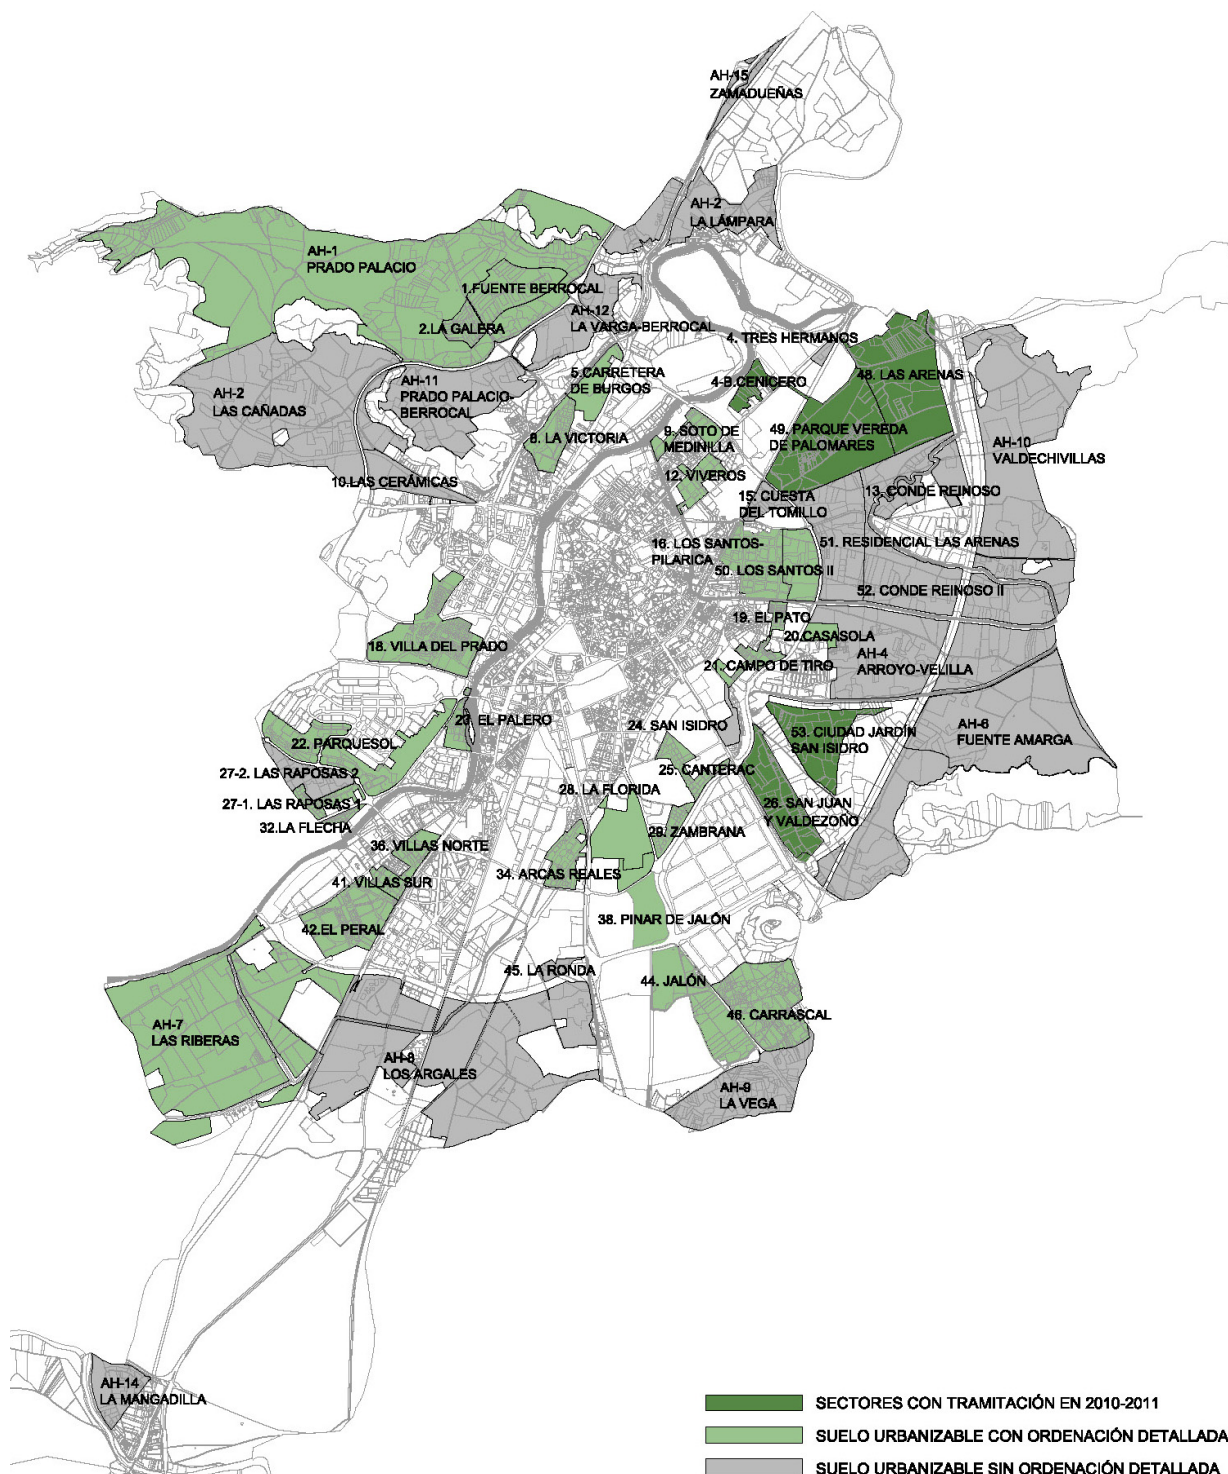 AH-15
ZAMADUEÑAS
AH-2
LA LÁMPARA
AH-1
PRADO PALACIO
1.FUENTE BERROCAL
2.LA GALERA
AH-12
LA VARGA-BERROCAL
4. TRES HERMANOS
5.CARRETERA
DE BURGOS
4-B.CENICERO
48. LAS ARENAS
AH-2
LAS CAÑADAS
AH-11
PRADO PALACIO-
BERROCAL
8. LA VICTORIA
9. SOTO DE
MEDINILLA
49. PARQUE VEREDA
DE PALOMARES
AH-10
VALDECHIVILLAS
10.LAS CERÁMICAS
12. VIVEROS
15. CUESTA
DEL TOMILLO
13. CONDE REINOSO
16. LOS SANTOS-
PILARICA
51. RESIDENCIAL LAS ARENAS
50. LOS SANTOS II
52. CONDE REINOSO II
19. EL PATO
20.CASASOLA
18. VILLA DEL PRADO
21. CAMPO DE TIRO
AH-4
ARROYO-VELILLA
23. EL PALERO
24. SAN ISIDRO
53. CIUDAD JARDÍN
SAN ISIDRO
AH-6
FUENTE AMARGA
22. PARQUESOL
27-2. LAS RAPOSAS 2
25. CANTERAC
27-1. LAS RAPOSAS 1
28. LA FLORIDA
26. SAN JUAN
Y VALDEZOÑO
32.LA FLECHA
29. ZAMBRANA
36. VILLAS NORTE
34. ARCAS REALES
41. VILLAS SUR
38. PINAR DE JALÓN
42.EL PERAL
45. LA RONDA
44. JALÓN
46. CARRASCAL
AH-7
LAS RIBERAS
AH-8
LOS ARGALES
AH-9
LA VEGA
AH-14
LA MANGADILLA
SECTORES CON TRAMITACIÓN EN 2010-2011
SUELO URBANIZABLE CON ORDENACIÓN DETALLADA
SUELO URBANIZABLE SIN ORDENACIÓN DETALLADA